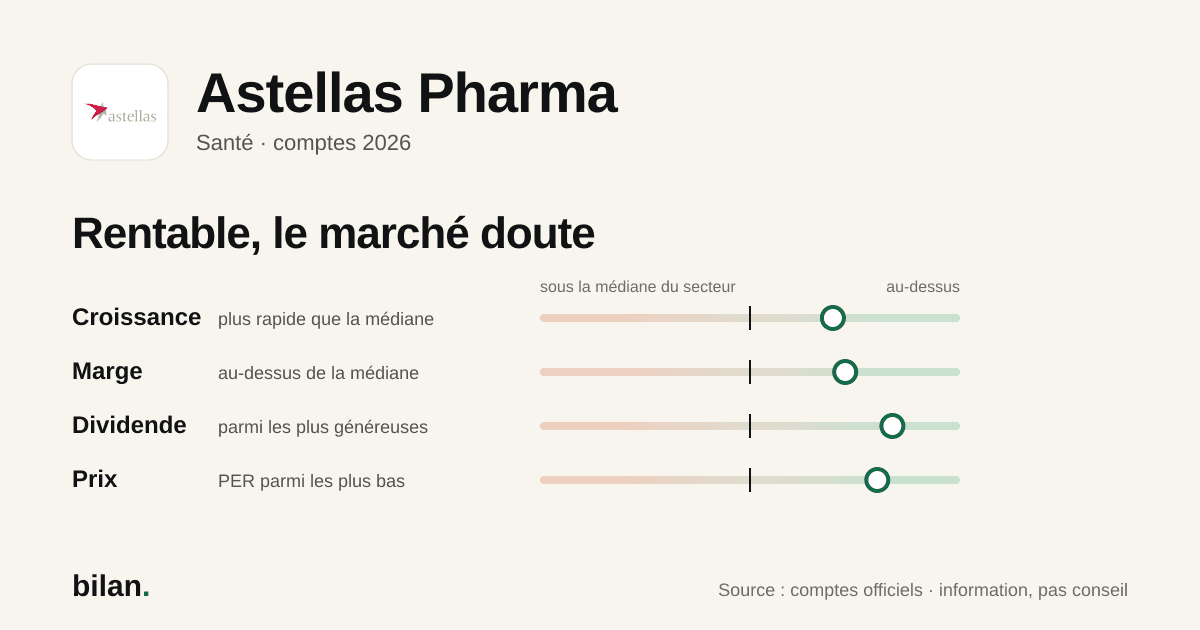 astellas
Astellas Pharma
Santé · comptes 2026
Rentable, le marché doute
sous la médiane du secteur au-dessus
Croissance plus rapide que la médiane
Marge au-dessus de la médiane
Dividende parmi les plus généreuses
Prix PER parmi les plus bas
bilan.
Source : comptes officiels · information, pas conseil